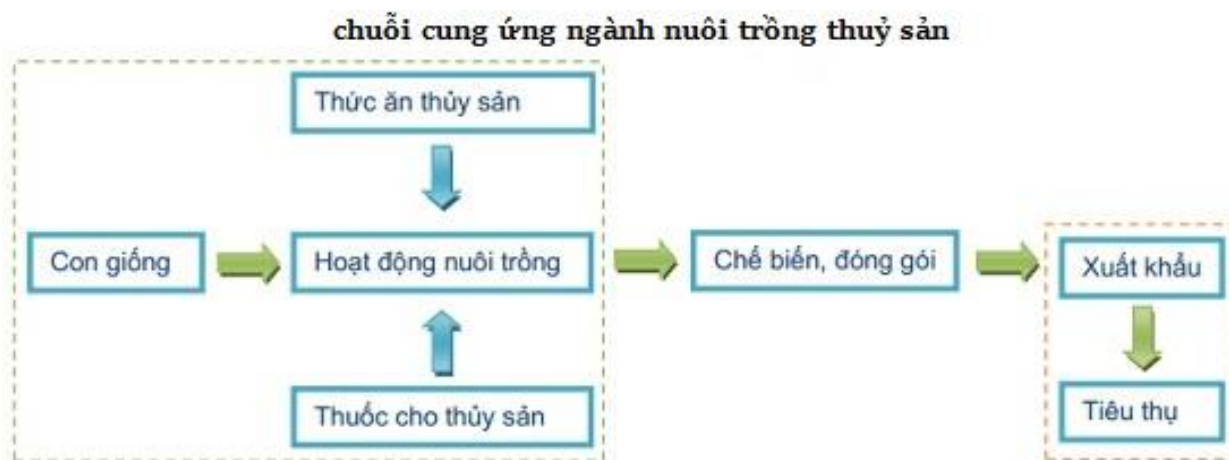 chuỗi cung ứng ngành nuôi trồng thuỷ sản
Thức ăn thủy sản
Con giống
Hoạt động nuôi trồng
Chế biến, đóng gói
Xuất khẩu
Thuốc cho thủy sản
Tiêu thụ